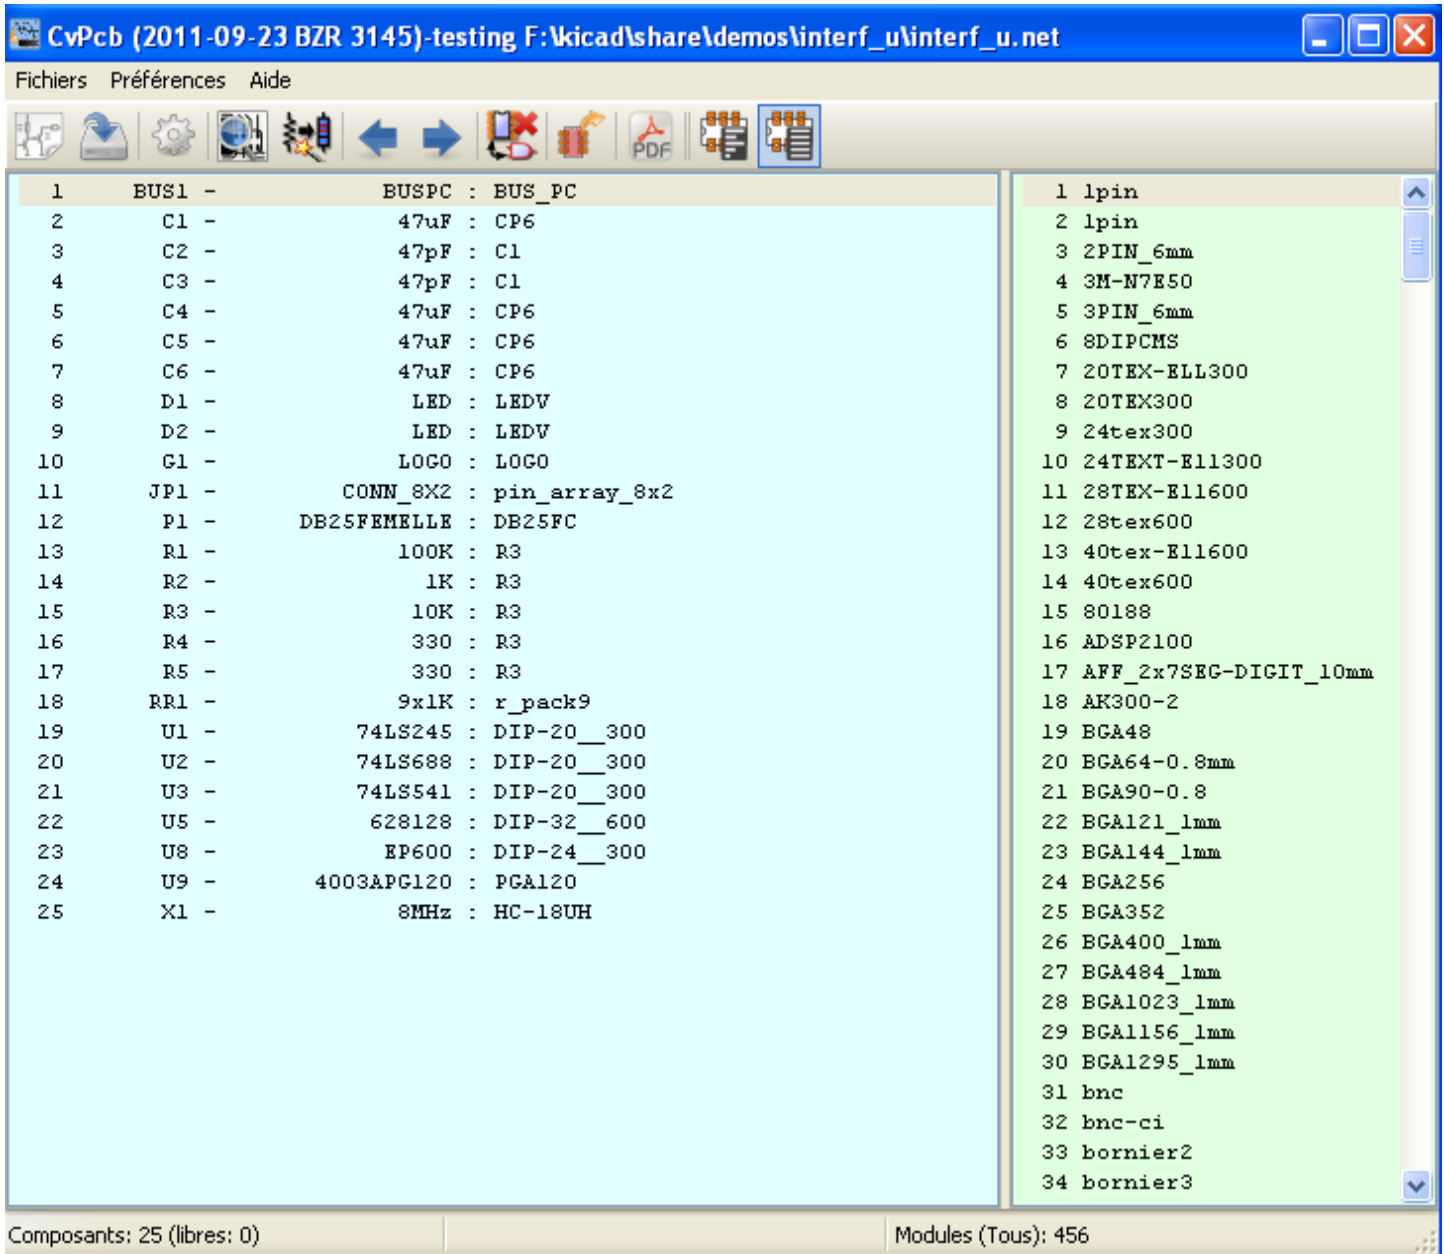 CvPcb (2011-09-23 BZR 3145)-testing F:\kicad\share\demos\interf_u\interf_u.net
Fichiers Préférences Aide
PDF
1 BUS1 - BUSPC : BUS_PC
2 C1 - 47uF : CP6
3 C2 - 47pF : C1
4 C3 - 47pF : C1
5 C4 - 47uF : CP6
6 C5 - 47uF : CP6
7 C6 - 47uF : CP6
8 D1 - LED : LEDV
9 D2 - LED : LEDV
10 G1 - LOGO : LOGO
11 JP1 - CONN_8X2 : pin_array_8x2
12 P1 - DB25FEMELLE : DB25FC
13 R1 - 100K : R3
14 R2 - 1K : R3
15 R3 - 10K : R3
16 R4 - 330 : R3
17 R5 - 330 : R3
18 RR1 - 9x1K : r_pack9
19 U1 - 74LS245 : DIP-20__300
20 U2 - 74LS688 : DIP-20__300
21 U3 - 74LS541 : DIP-20__300
22 U5 - 628128 : DIP-32__600
23 U8 - EP600 : DIP-24__300
24 U9 - 4003APG120 : PGA120
25 X1 - 8MHz : HC-18UH
1 1pin
2 1pin
3 2PIN_6mm
4 3M-N7E50
5 3PIN_6mm
6 8DIPCMS
7 20TEX-ELL300
8 20TEX300
9 24tex300
10 24TEXT-Ell300
11 28TEX-Ell600
12 28tex600
13 40tex-Ell600
14 40tex600
15 80188
16 ADSP2100
17 AFF_2x7SEG-DIGIT_10mm
18 AK300-2
19 BGA48
20 BGA64-0.8mm
21 BGA90-0.8
22 BGA121_1mm
23 BGA144_1mm
24 BGA256
25 BGA352
26 BGA400_1mm
27 BGA484_1mm
28 BGA1023_1mm
29 BGA1156_1mm
30 BGA1295_1mm
31 bnc
32 bnc-ci
33 bornier2
34 bornier3
Composants: 25 (libres: 0)
Modules (Tous): 456